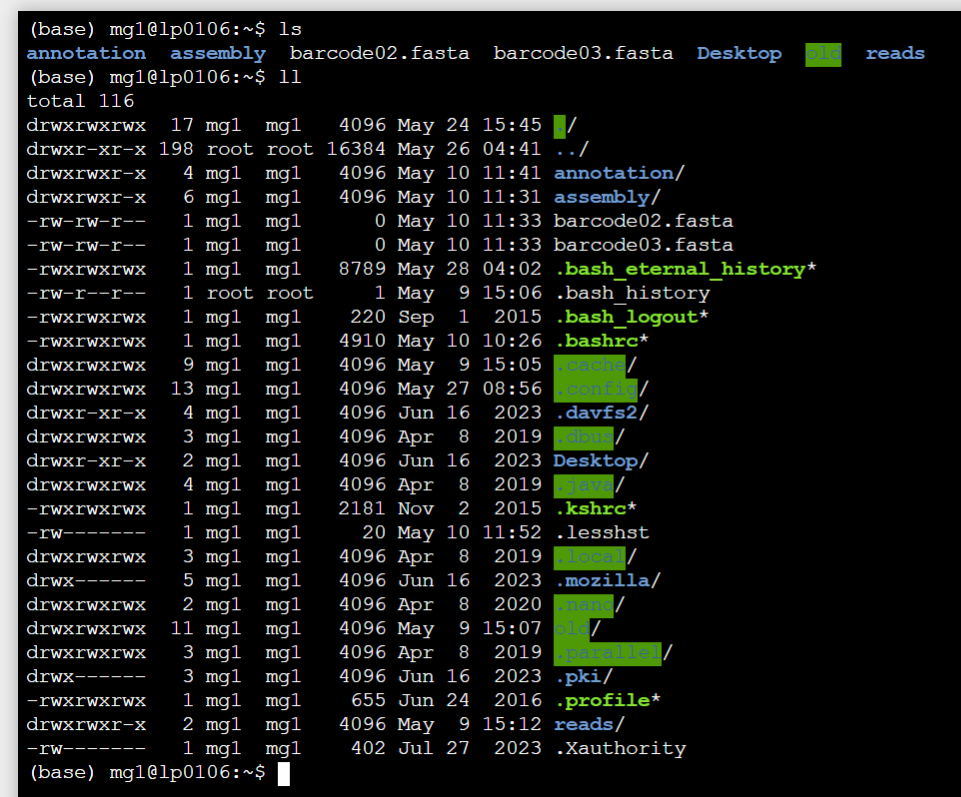 (base) mg1@lp0106:~$ ls
annotation  assembly  barcode02.fasta  barcode03.fasta  Desktop  old  reads
(base) mg1@lp0106:~$ ll
total 116
drwxrwxrwx  17 mg1  mg1   4096 May 24 15:45 ./
drwxr-xr-x 198 root root 16384 May 26 04:41 ../
drwxrwxr-x   4 mg1  mg1   4096 May 10 11:41 annotation/
drwxrwxr-x   6 mg1  mg1   4096 May 10 11:31 assembly/
-rw-rw-r--   1 mg1  mg1      0 May 10 11:33 barcode02.fasta
-rw-rw-r--   1 mg1  mg1      0 May 10 11:33 barcode03.fasta
-rwxrwxrwx   1 mg1  mg1   8789 May 28 04:02 .bash_eternal_history*
-rw-r--r--   1 root root     1 May  9 15:06 .bash_history
-rwxrwxrwx   1 mg1  mg1    220 Sep  1  2015 .bash_logout*
-rwxrwxrwx   1 mg1  mg1   4910 May 10 10:26 .bashrc*
drwxrwxrwx   9 mg1  mg1   4096 May  9 15:05 .cache/
drwxrwxrwx  13 mg1  mg1   4096 May 27 08:56 .config/
drwxr-xr-x   4 mg1  mg1   4096 Jun 16  2023 .davfs2/
drwxrwxrwx   3 mg1  mg1   4096 Apr  8  2019 .dbus/
drwxr-xr-x   2 mg1  mg1   4096 Jun 16  2023 Desktop/
drwxrwxrwx   4 mg1  mg1   4096 Apr  8  2019 .java/
-rwxrwxrwx   1 mg1  mg1   2181 Nov  2  2015 .kshrc*
-rw-------   1 mg1  mg1     20 May 10 11:52 .lesshst
drwxrwxrwx   3 mg1  mg1   4096 Apr  8  2019 .local/
drwx------   5 mg1  mg1   4096 Jun 16  2023 .mozilla/
drwxrwxrwx   2 mg1  mg1   4096 Apr  8  2020 .nano/
drwxrwxrwx  11 mg1  mg1   4096 May  9 15:07 old/
drwxrwxrwx   3 mg1  mg1   4096 Apr  8  2019 .parallel/
drwx------   3 mg1  mg1   4096 Jun 16  2023 .pki/
-rwxrwxrwx   1 mg1  mg1    655 Jun 24  2016 .profile*
drwxrwxr-x   2 mg1  mg1   4096 May  9 15:12 reads/
-rw-------   1 mg1  mg1    402 Jul 27  2023 .Xauthority
(base) mg1@lp0106:~$